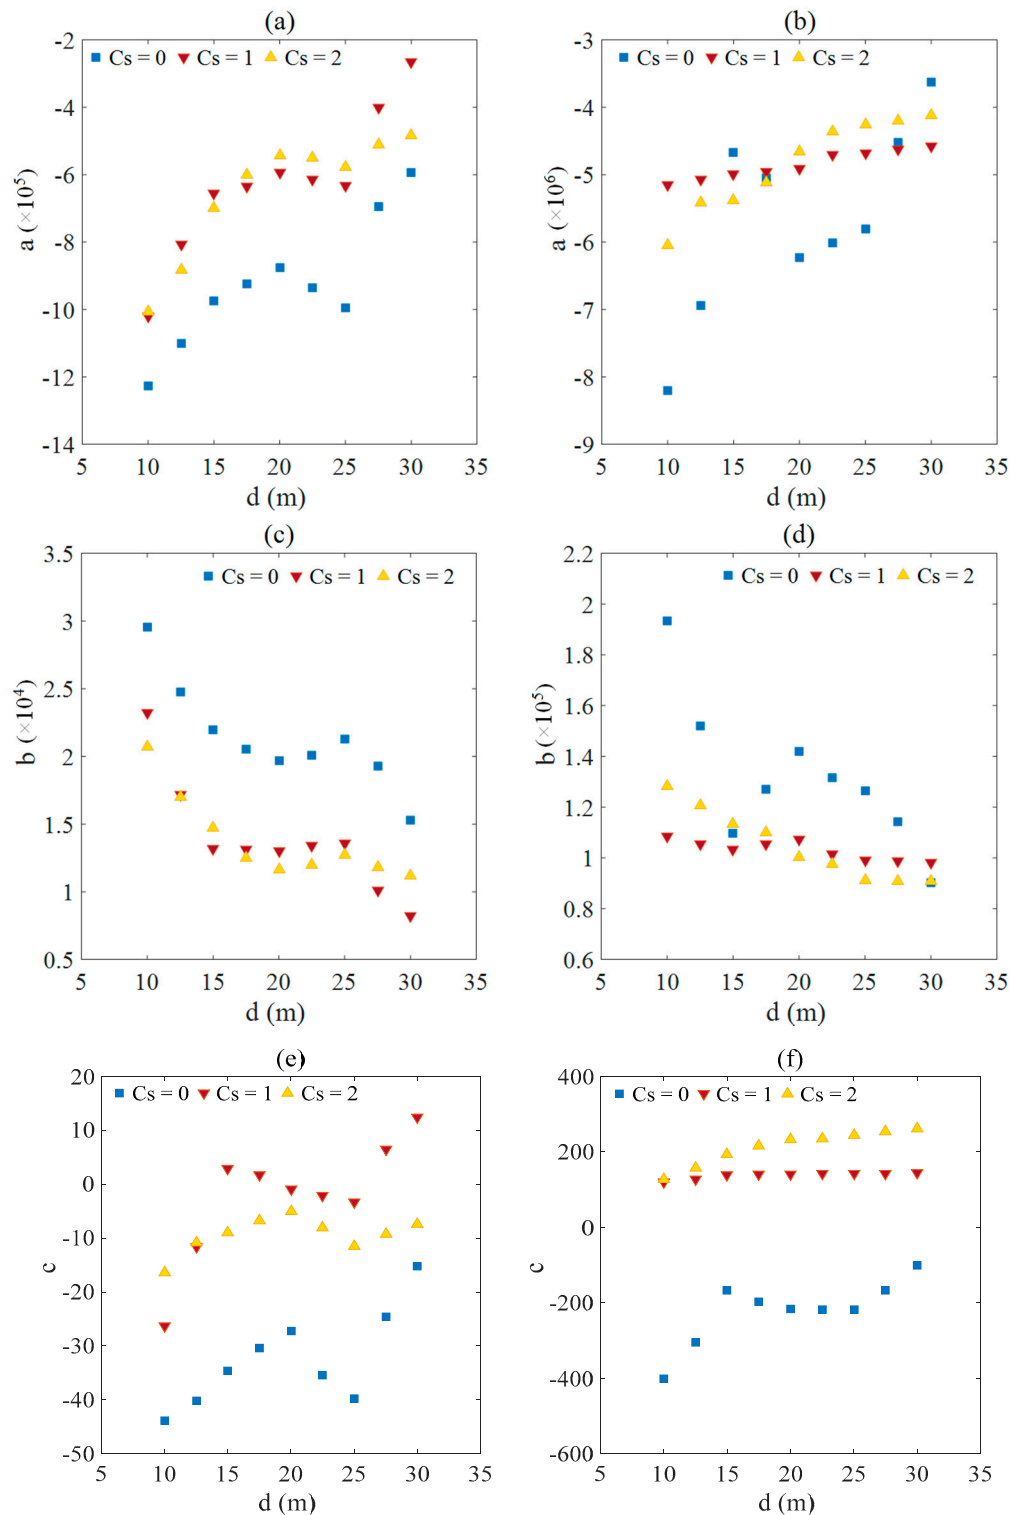 (a)
-2
-4
-6
-8
-10
-12
-14
a (×10⁵)
Cs = 0 Cs = 1 Cs = 2
5 10 15 20 25 30 35
d (m)
(b)
-3
-4
-5
-6
-7
-8
-9
a (×10⁶)
Cs = 0 Cs = 1 Cs = 2
5 10 15 20 25 30 35
d (m)
(c)
3.5
3
2.5
2
1.5
1
0.5
b (×10⁴)
Cs = 0 Cs = 1 Cs = 2
5 10 15 20 25 30 35
d (m)
(d)
2.2
2
1.8
1.6
1.4
1.2
1
0.8
0.6
b (×10⁵)
Cs = 0 Cs = 1 Cs = 2
5 10 15 20 25 30 35
d (m)
(e)
20
10
0
-10
-20
-30
-40
-50
c
Cs = 0 Cs = 1 Cs = 2
5 10 15 20 25 30 35
d (m)
(f)
400
200
0
-200
-400
-600
c
Cs = 0 Cs = 1 Cs = 2
5 10 15 20 25 30 35
d (m)